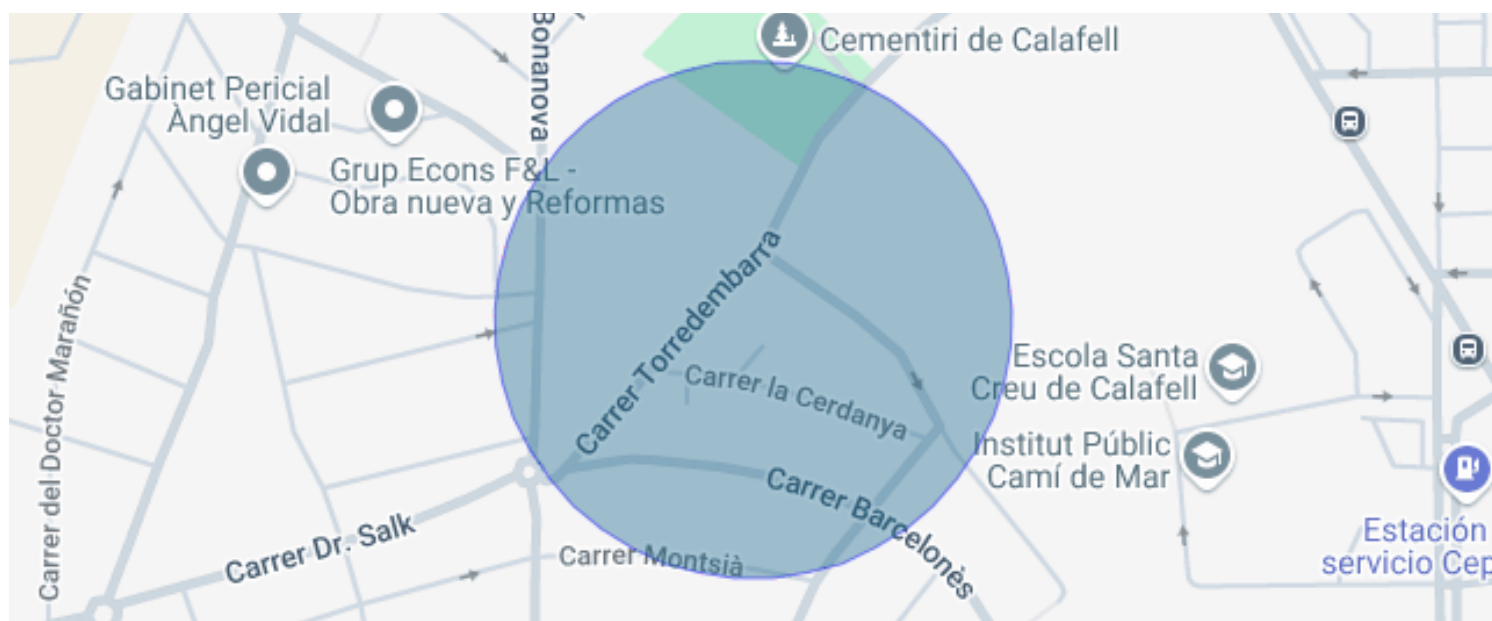 Bonanova
Cementiri de Calafell
Gabinet Pericial
Àngel Vidal
Grup Econs F&L -
Obra nueva y Reformas
Carrer del Doctor Marañón
Carrer Torredembarra
Carrer la Cerdanya
Escola Santa
Creu de Calafell
Institut Públic
Camí de Mar
Carrer Barcelonès
Carrer Dr. Salk
Carrer Montsià
Estación
servicio Cep